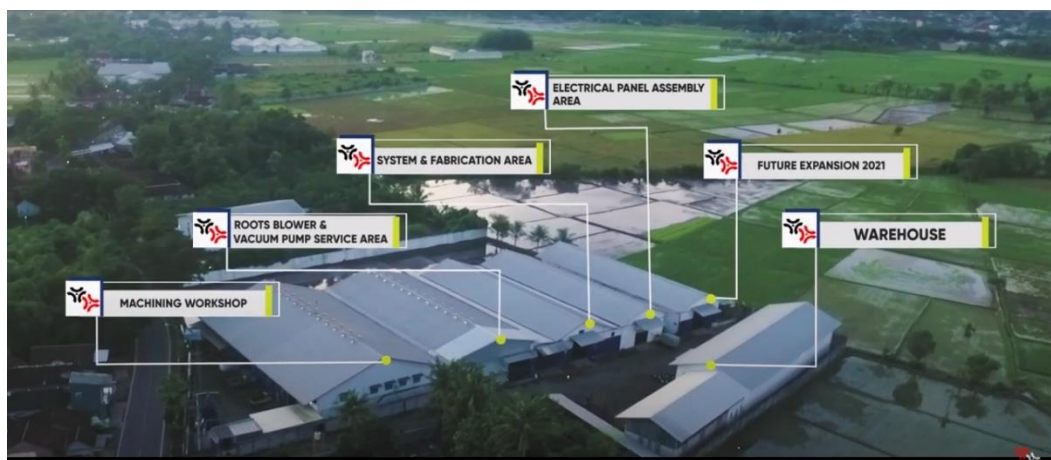 ELECTRICAL PANEL ASSEMBLY
AREA
SYSTEM & FABRICATION AREA
FUTURE EXPANSION 2021
ROOTS BLOWER &
VACUUM PUMP SERVICE AREA
WAREHOUSE
MACHINING WORKSHOP